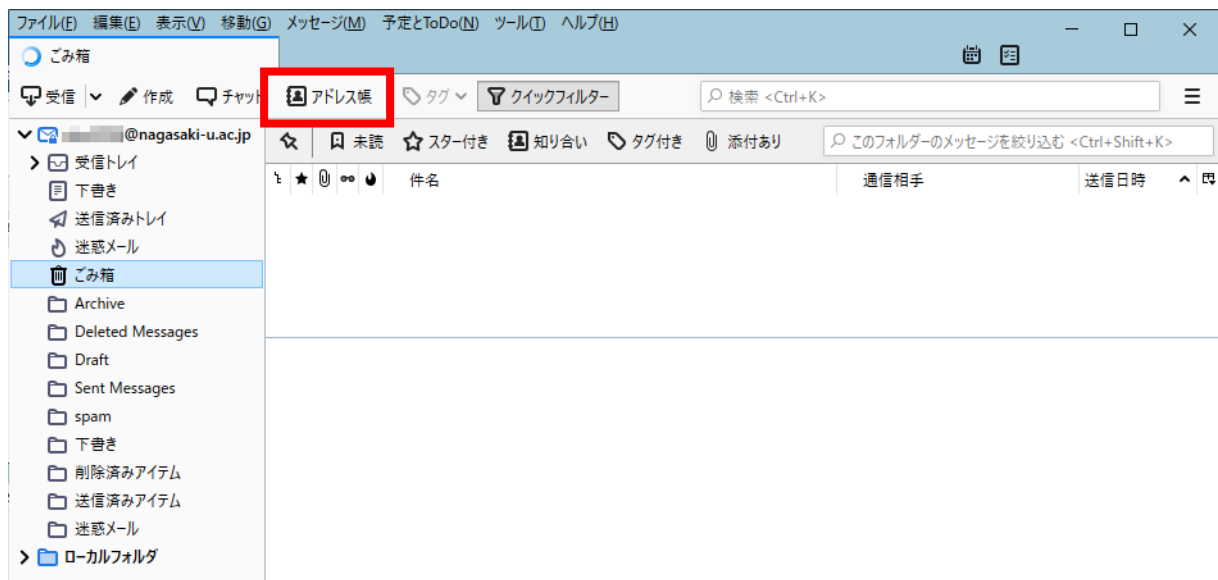 ファイル(F) 編集(E) 表示(V) 移動(G) メッセージ(M) 予定とToDo(N) ツール(T) ヘルプ(H)
ごみ箱
受信 作成 チャット アドレス帳 タグ クイックフィルター 検索 <Ctrl+K>
@nagasaki-u.ac.jp 未読 スター付き 知り合い タグ付き 添付あり このフォルダーのメッセージを絞り込む <Ctrl+Shift+K>
受信トレイ
件名 通信相手 送信日時
下書き
送信済みトレイ
迷惑メール
ごみ箱
Archive
Deleted Messages
Draft
Sent Messages
spam
下書き
削除済みアイテム
送信済みアイテム
迷惑メール
ローカルフォルダ